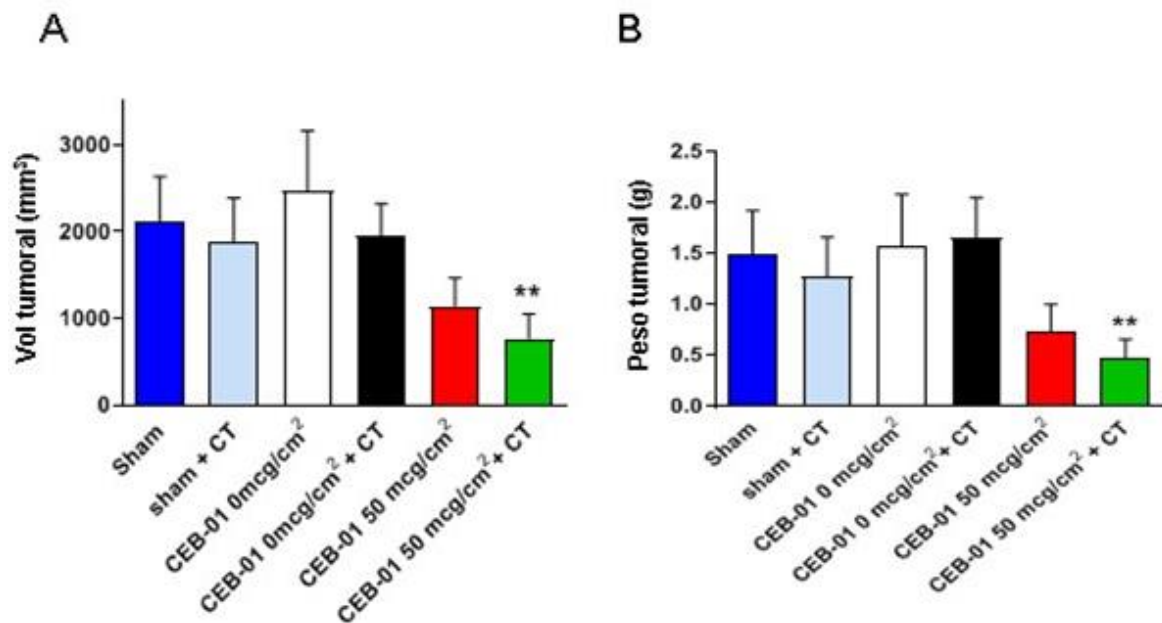 A
Vol tumoral (mm³)
3000
2000
1000
0
**
Sham
sham + CT
CEB-01 0mcg/cm²
CEB-01 0mcg/cm² + CT
CEB-01 50 mcg/cm²
CEB-01 50 mcg/cm²+ CT
B
Peso tumoral (g)
2.5
2.0
1.5
1.0
0.5
0.0
**
Sham
sham + CT
CEB-01 0 mcg/cm²
CEB-01 0 mcg/cm²+ CT
CEB-01 50 mcg/cm²
CEB-01 50 mcg/cm²+ CT